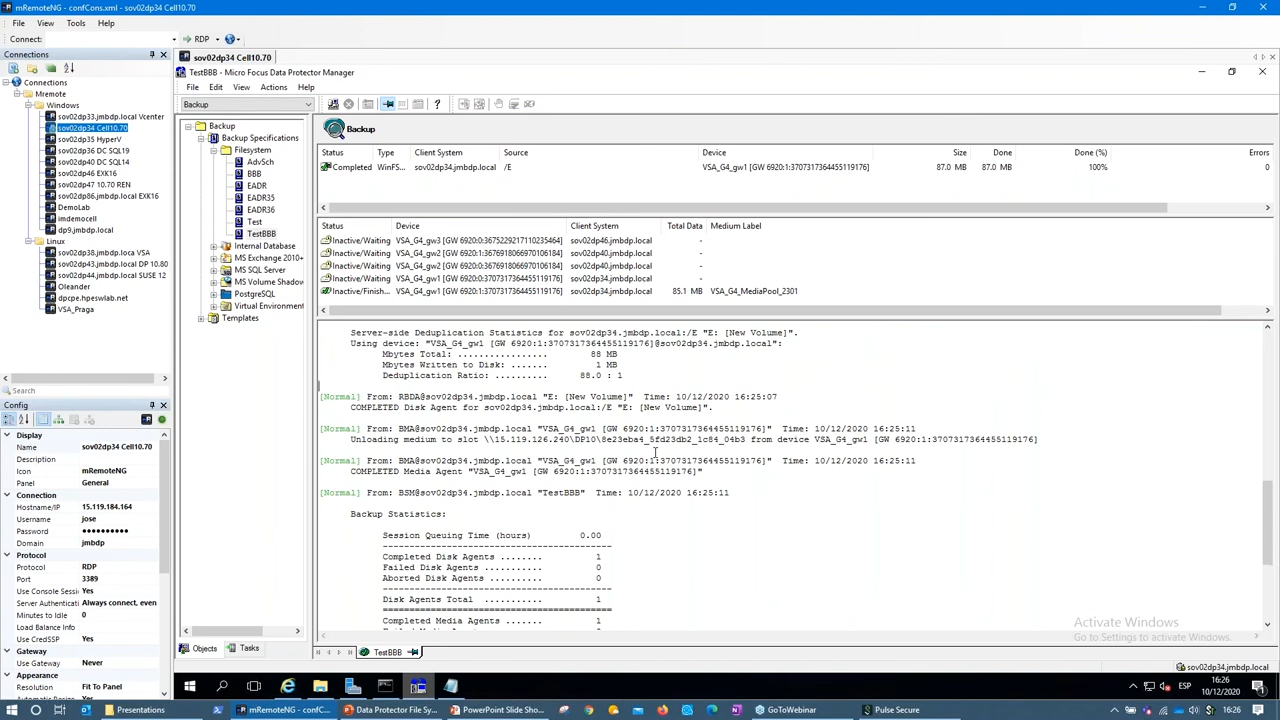 mRemoteNG - confCons.xml - sov02dp34 Cell10.70
File View Tools Help
Connect: RDP
Connections
Connections
Mremote
Windows
sov02dp33.jmbdp.local Vcenter
sov02dp34 Cell10.70
sov02dp35 HyperV
sov02dp36 DC SQL19
sov02dp40 DC SQL14
sov02dp46 EXK16
sov02dp47 10.70 REN
sov02dp86.jmbdp.local EXK16
DemoLab
imdemocell
dp9.jmbdp.local
Linux
sov02dp38.jmbdp.loca VSA
sov02dp43.jmbdp.local DP 10.80
sov02dp44.jmbdp.local SUSE 12
Oleander
dpcpe.hpeswlab.net
VSA_Praga
Search
Config
Display
Name sov02dp34 Cell10.70
Description
Icon mRemoteNG
Panel General
Connection
Hostname/IP 15.119.184.164
Username jose
Password ••••••••••
Domain jmbdp
Protocol
Protocol RDP
Port 3389
Use Console Sessi
Server Authenticati Always connect, even
Minutes to Idle 0
Load Balance Info
Use CredSSP Yes
Gateway
Use Gateway Never
Appearance
Resolution Fit To Panel
sov02dp34 Cell10.70
TestBBB - Micro Focus Data Protector Manager
File Edit View Actions Help
Backup
Backup
Backup Specifications
Filesystem
AdvSch
BBB
EADR
EADR35
EADR36
Test
TestBBB
Internal Database
MS Exchange 2010+
MS SQL Server
MS Volume Shadow
PostgreSQL
Virtual Environment
Templates
Objects Tasks
Backup
Status Type Client System Source Device Size Done Done (%) Errors
Completed WinFS... sov02dp34.jmbdp.local /E VSA_G4_gw1 [GW 6920:1:3707317364455119176] 87.0 MB 87.0 MB 100% 0
Status Device Client System Total Data Medium Label
Inactive/Waiting VSA_G4_gw3 [GW 6920:0:3675229217110235464] sov02dp46.jmbdp.local -
Inactive/Waiting VSA_G4_gw2 [GW 6920:0:3676918066970106184] sov02dp40.jmbdp.local -
Inactive/Waiting VSA_G4_gw2 [GW 6920:1:3676918066970106184] sov02dp40.jmbdp.local -
Inactive/Waiting VSA_G4_gw1 [GW 6920:0:3707317364455119176] sov02dp34.jmbdp.local -
Inactive/Finish... VSA_G4_gw1 [GW 6920:1:3707317364455119176] sov02dp34.jmbdp.local 85.1 MB VSA_G4_MediaPool_2301
Server-side Deduplication Statistics for sov02dp34.jmbdp.local:/E "E: [New Volume]".
Using device: "VSA_G4_gw1 [GW 6920:1:3707317364455119176]@sov02dp34.jmbdp.local":
Mbytes Total: ................. 88 MB
Mbytes Written to Disk: ....... 1 MB
Deduplication Ratio: .......... 88.0 : 1
[Normal] From: RBDA@sov02dp34.jmbdp.local "E: [New Volume]" Time: 10/12/2020 16:25:07
COMPLETED Disk Agent for sov02dp34.jmbdp.local:/E "E: [New Volume]".
[Normal] From: BMA@sov02dp34.jmbdp.local "VSA_G4_gw1 [GW 6920:1:3707317364455119176]" Time: 10/12/2020 16:25:11
Unloading medium to slot \\15.119.126.240\DP10\8e23eba4_5fd23db2_1c84_04b3 from device VSA_G4_gw1 [GW 6920:1:3707317364455119176]
[Normal] From: BMA@sov02dp34.jmbdp.local "VSA_G4_gw1 [GW 6920:1:3707317364455119176]" Time: 10/12/2020 16:25:11
COMPLETED Media Agent "VSA_G4_gw1 [GW 6920:1:3707317364455119176]"
[Normal] From: BSM@sov02dp34.jmbdp.local "TestBBB" Time: 10/12/2020 16:25:11
Backup Statistics:
Session Queuing Time (hours) 0.00
Completed Disk Agents ........ 1
Failed Disk Agents ........... 0
Aborted Disk Agents .......... 0
Disk Agents Total ........... 1
Completed Media Agents ....... 1
Activate Windows
Go to Settings to activate Windows.
TestBBB
sov02dp34.jmbdp.local
ESP 16:26 10/12/2020
Presentations mRemoteNG - confC... Data Protector File Sy... PowerPoint Slide Sho... GoToWebinar Pulse Secure 16:26